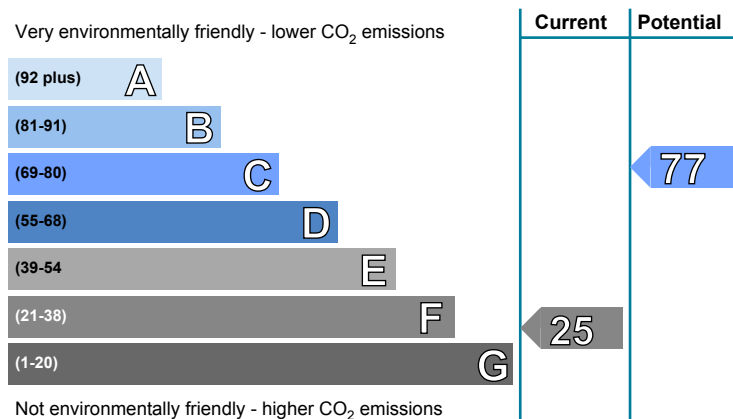 Current Potential
Very environmentally friendly - lower CO2 emissions
(92 plus) A
(81-91) B
(69-80) C
77
(55-68) D
(39-54 E
(21-38) F
25
(1-20) G
Not environmentally friendly - higher CO2 emissions